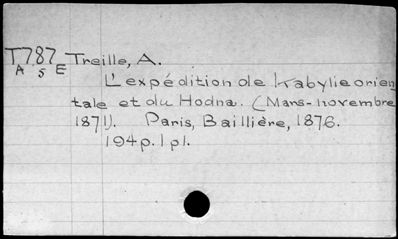 T787 Treille, A.
A 5 E
L'expédition de Kabylie orien
tale et du Hodna. (Mars-novembre
1871). Paris, Baillière, 1876.
194p. 1 pl.